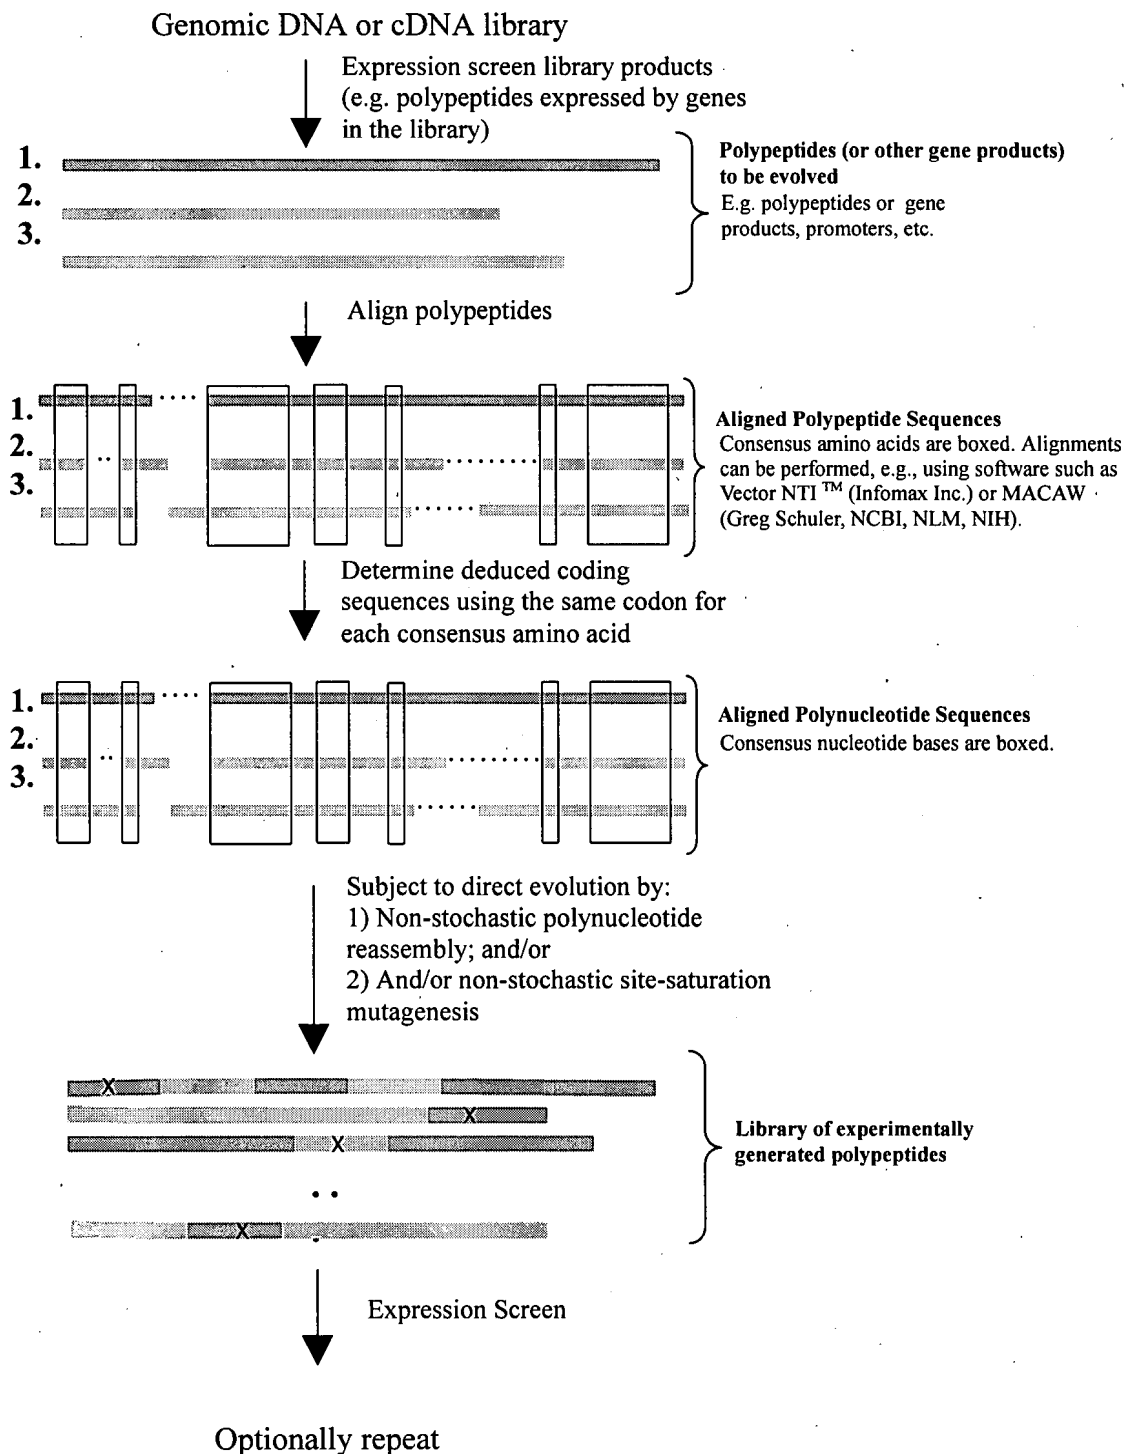 Genomic DNA or cDNA library
Expression screen library products
(e.g. polypeptides expressed by genes
in the library)
1.
2.
3.
Polypeptides (or other gene products)
to be evolved
E.g. polypeptides or gene
products, promoters, etc.
Align polypeptides
1.
2.
3.
Aligned Polypeptide Sequences
Consensus amino acids are boxed. Alignments
can be performed, e.g., using software such as
Vector NTI ™ (Infomax Inc.) or MACAW
(Greg Schuler, NCBI, NLM, NIH).
Determine deduced coding
sequences using the same codon for
each consensus amino acid
1.
2.
3.
Aligned Polynucleotide Sequences
Consensus nucleotide bases are boxed.
Subject to direct evolution by:
1) Non-stochastic polynucleotide
reassembly; and/or
2) And/or non-stochastic site-saturation
mutagenesis
X
X
X
X
Library of experimentally
generated polypeptides
Expression Screen
Optionally repeat